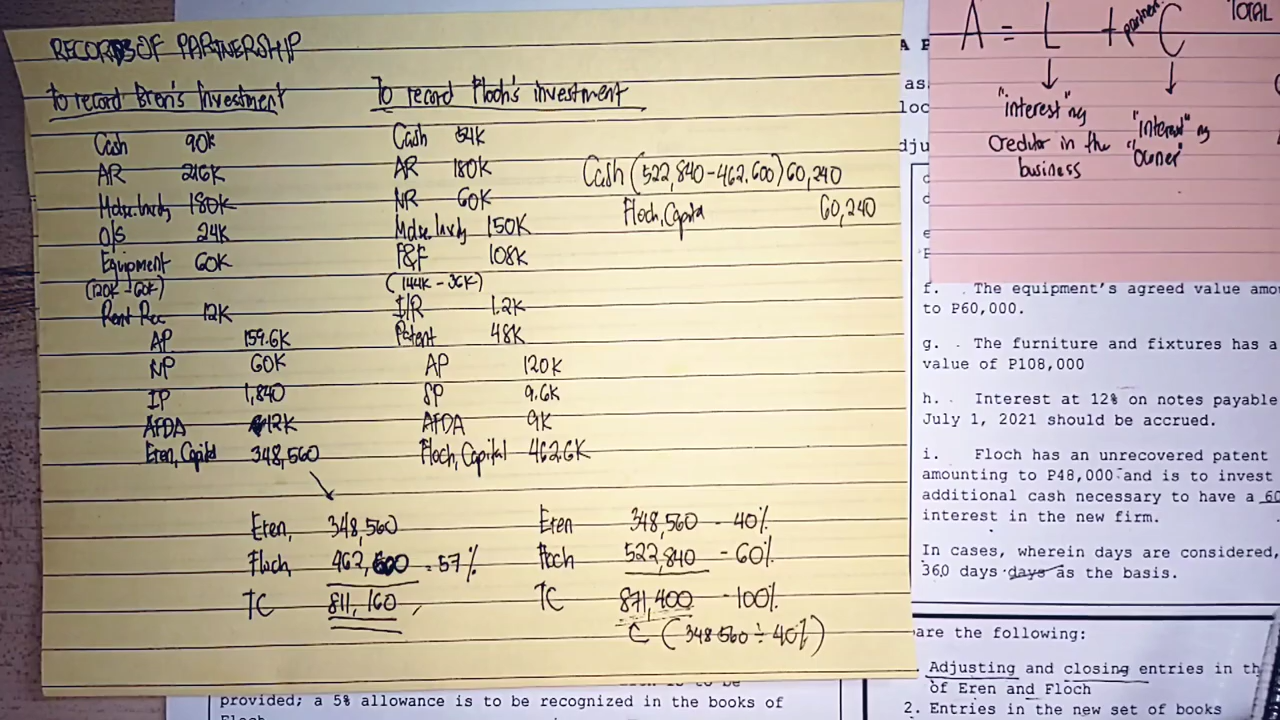 RECORDS OF PARTNERSHIP
To record Eren's Investment
Cash 90K
AR 216K
Mdse. Invty 180K
O/S 24K
Equipment 60K
(120K - 60K)
Rent Rec 12K
AP 159.6K
NP 60K
IP 1,840
AFDA 12K
Eren, Capital 348,560
To record Floch's investment
Cash 54K
AR 180K
NR 60K
Mdse. Invty 150K
F&F 108K
(144K - 36K)
I/R 1.2K
Patent 48K
AP 120K
SP 9.6K
AFDA 9K
Floch, Capital 462.6K
Cash (522,840-462,600) 60,240
Floch, Capital 60,240
Eren, 348,560
Floch, 462,600 - 57%
TC 811,160
Eren 348,560 - 40%
Floch 522,840 - 60%
TC 871,400 - 100%
(348,560 ÷ 40%)
A = L + partner C TOTAL
"interest" ng
creditor in the
business
"interest" ng
"owner"
as
loc
f. The equipment's agreed value amo
to P60,000.
g. The furniture and fixtures has a
value of P108,000
h. Interest at 12% on notes payable
July 1, 2021 should be accrued.
i. Floch has an unrecovered patent
amounting to P48,000 and is to invest
additional cash necessary to have a 60
interest in the new firm.
In cases, wherein days are considered,
360 days days as the basis.
are the following:
Adjusting and closing entries in th
of Eren and Floch
2. Entries in the new set of books
provided; a 5% allowance is to be recognized in the books of